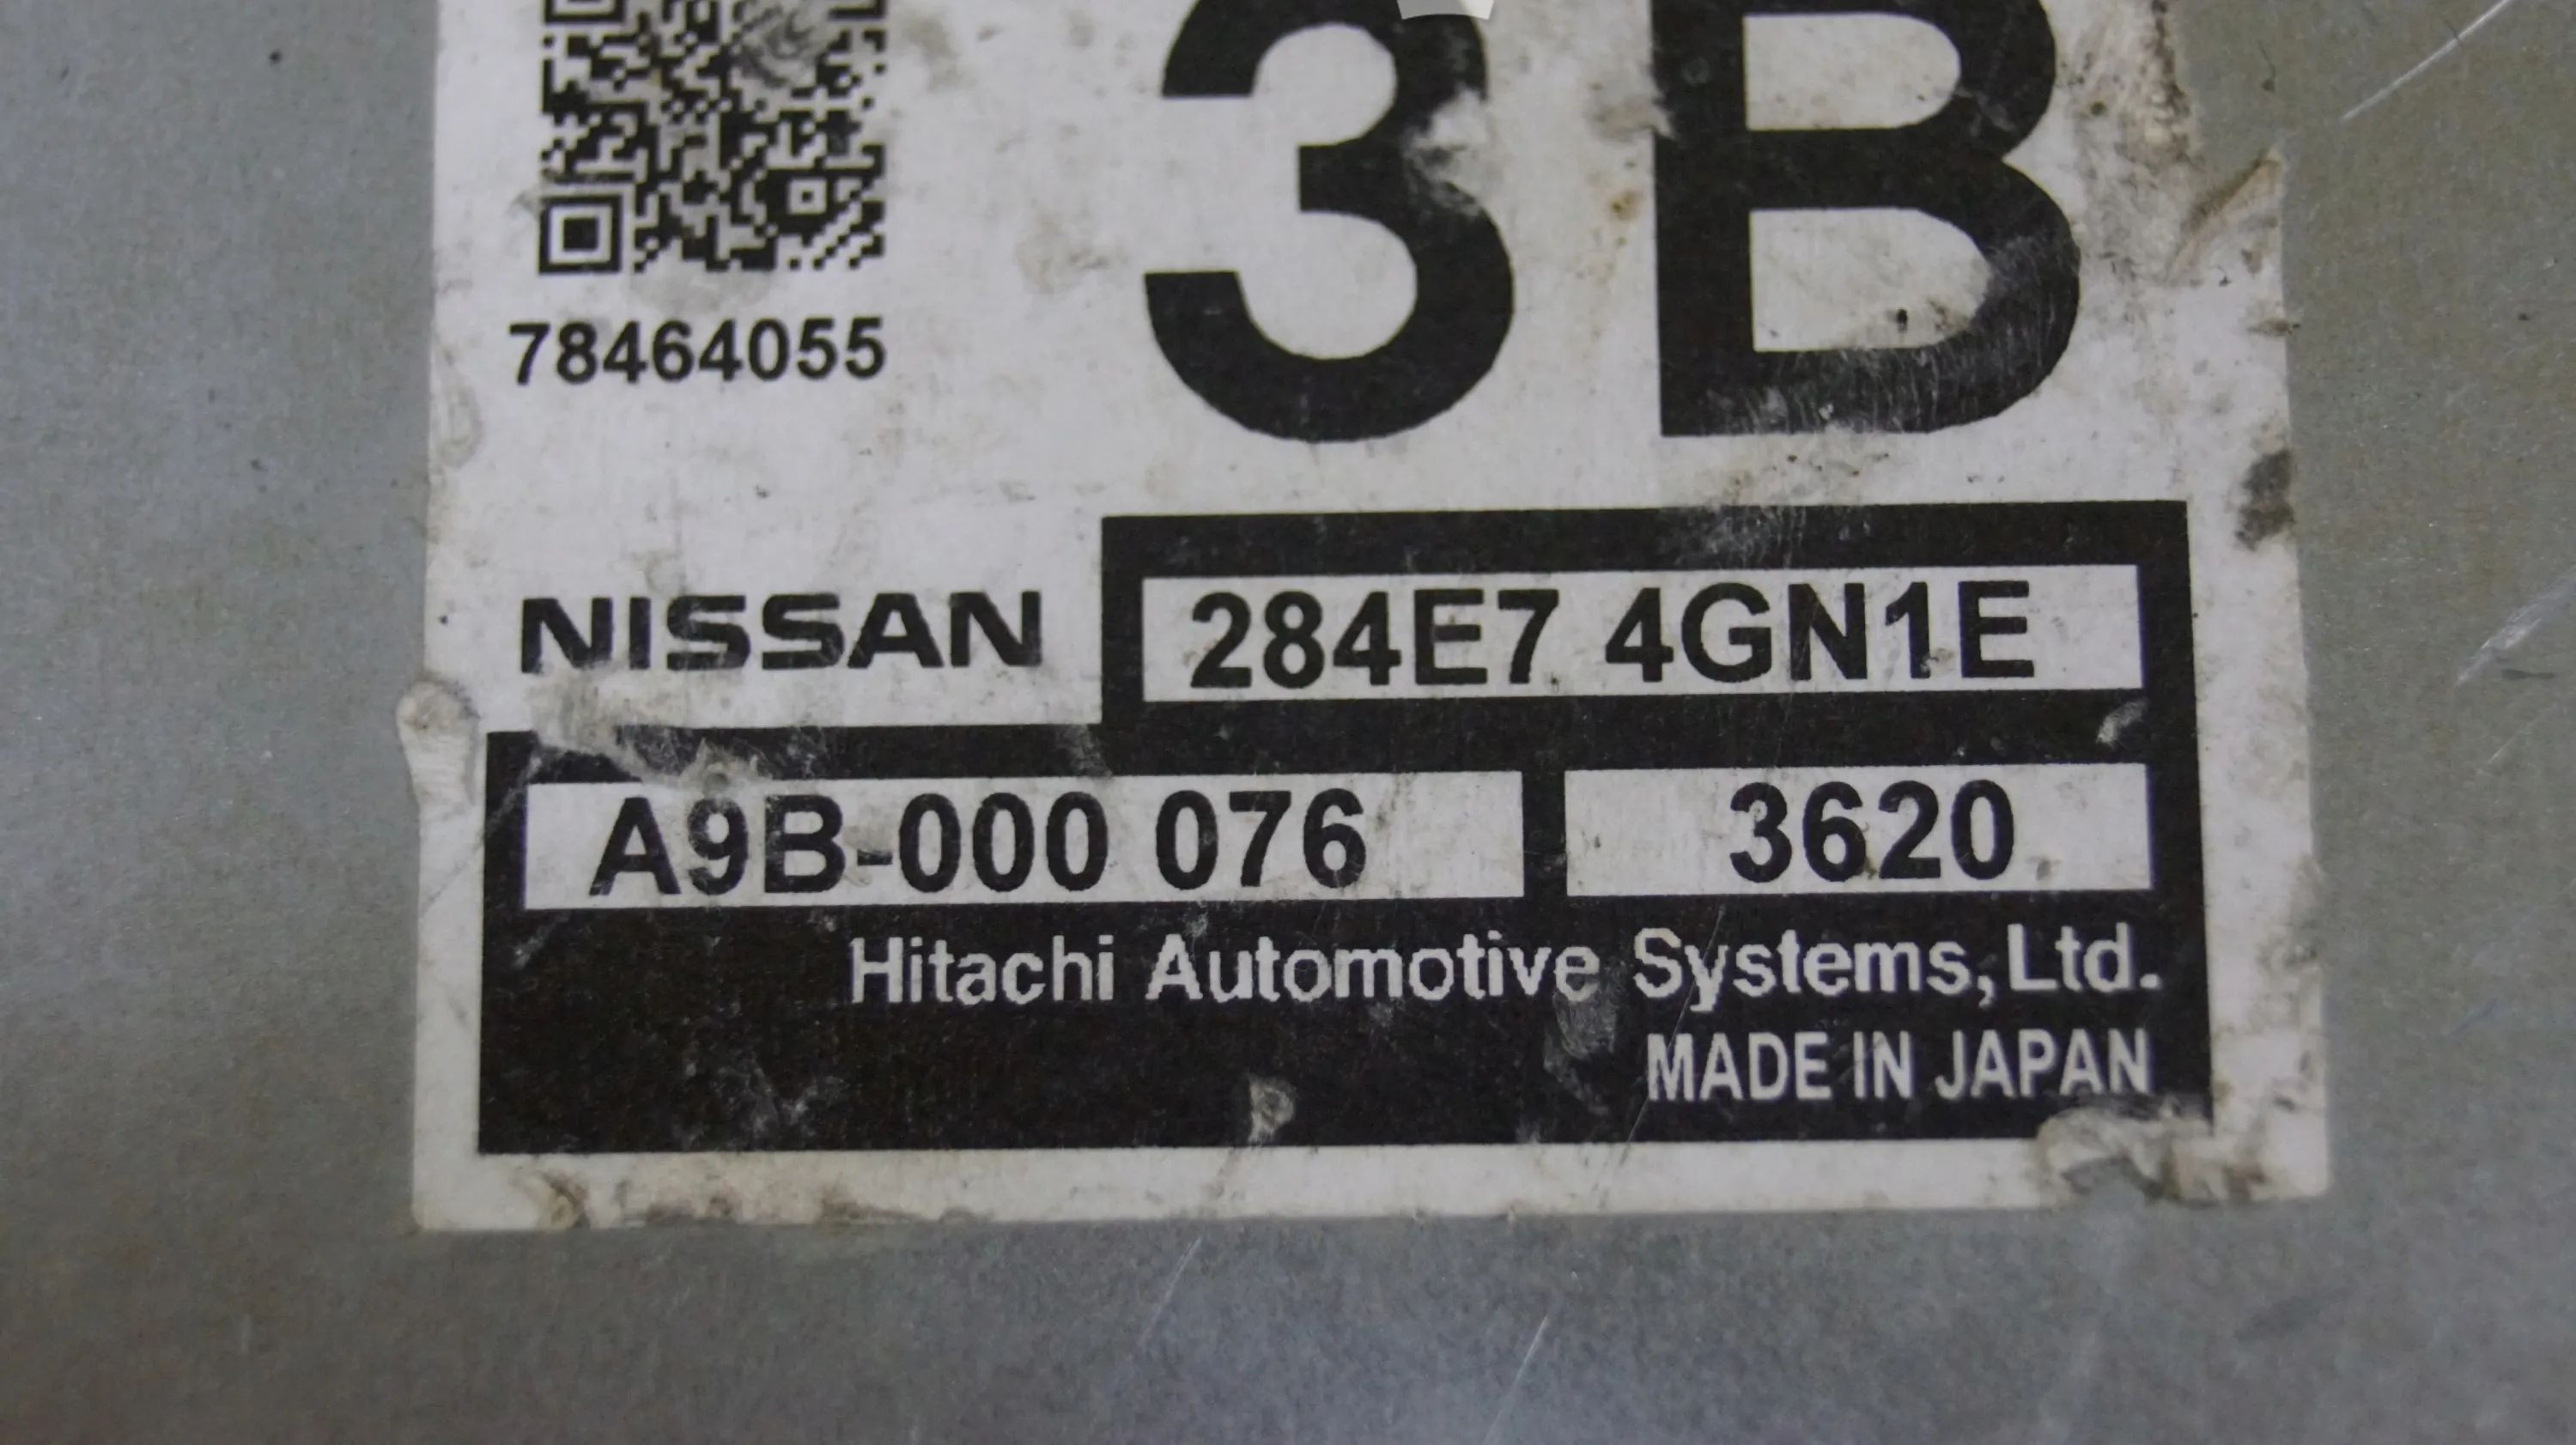 3B
78464055
NISSAN 284E7 4GN1E
A9B-000 076 3620
Hitachi Automotive Systems,Ltd.
MADE IN JAPAN